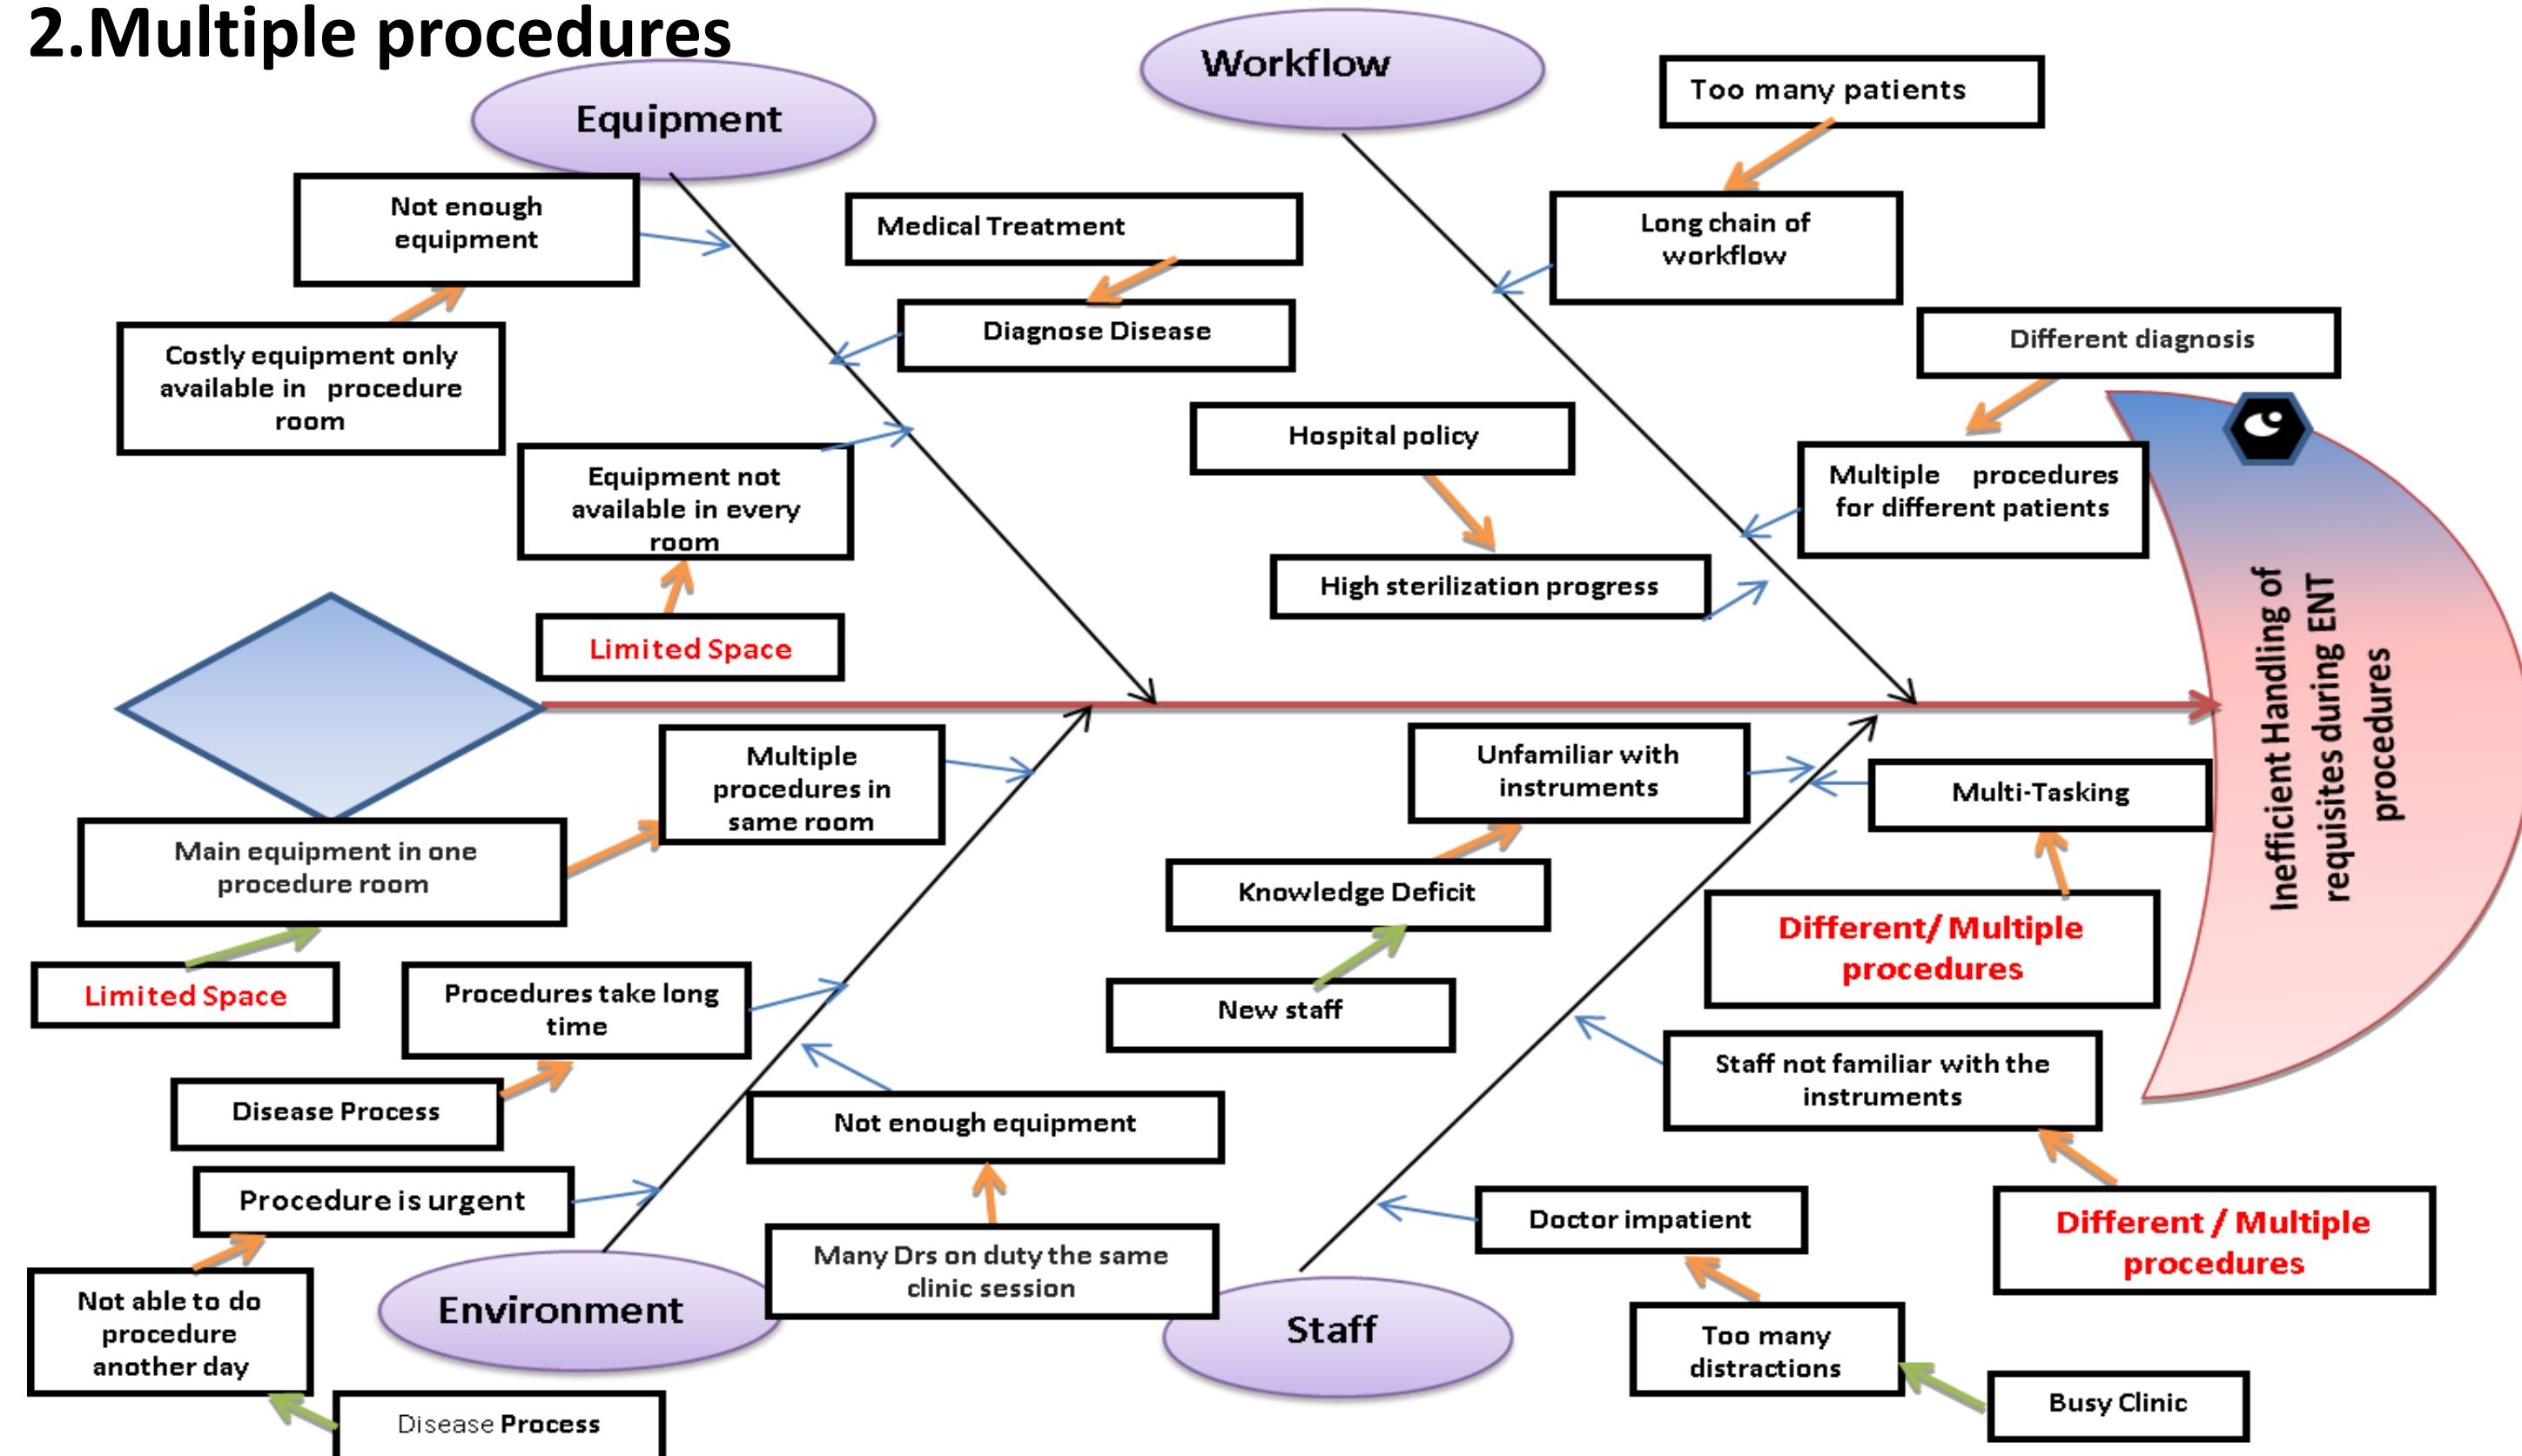 2.Multiple procedures
Equipment
Workflow
Too many patients
Not enough
equipment
Medical Treatment
Long chain of
workflow
Diagnose Disease
Different diagnosis
Costly equipment only
available in procedure
room
Hospital policy
Equipment not
available in every
room
Multiple procedures
for different patients
High sterilization progress
Limited Space
Inefficient Handling of
requisites during ENT
procedures
Multiple
procedures in
same room
Unfamiliar with
instruments
Multi-Tasking
Main equipment in one
procedure room
Knowledge Deficit
Different/ Multiple
procedures
Limited Space
Procedures take long
time
New staff
Staff not familiar with the
instruments
Disease Process
Not enough equipment
Procedure is urgent
Doctor impatient
Different / Multiple
procedures
Many Drs on duty the same
clinic session
Not able to do
procedure
another day
Environment
Staff
Too many
distractions
Busy Clinic
Disease Process